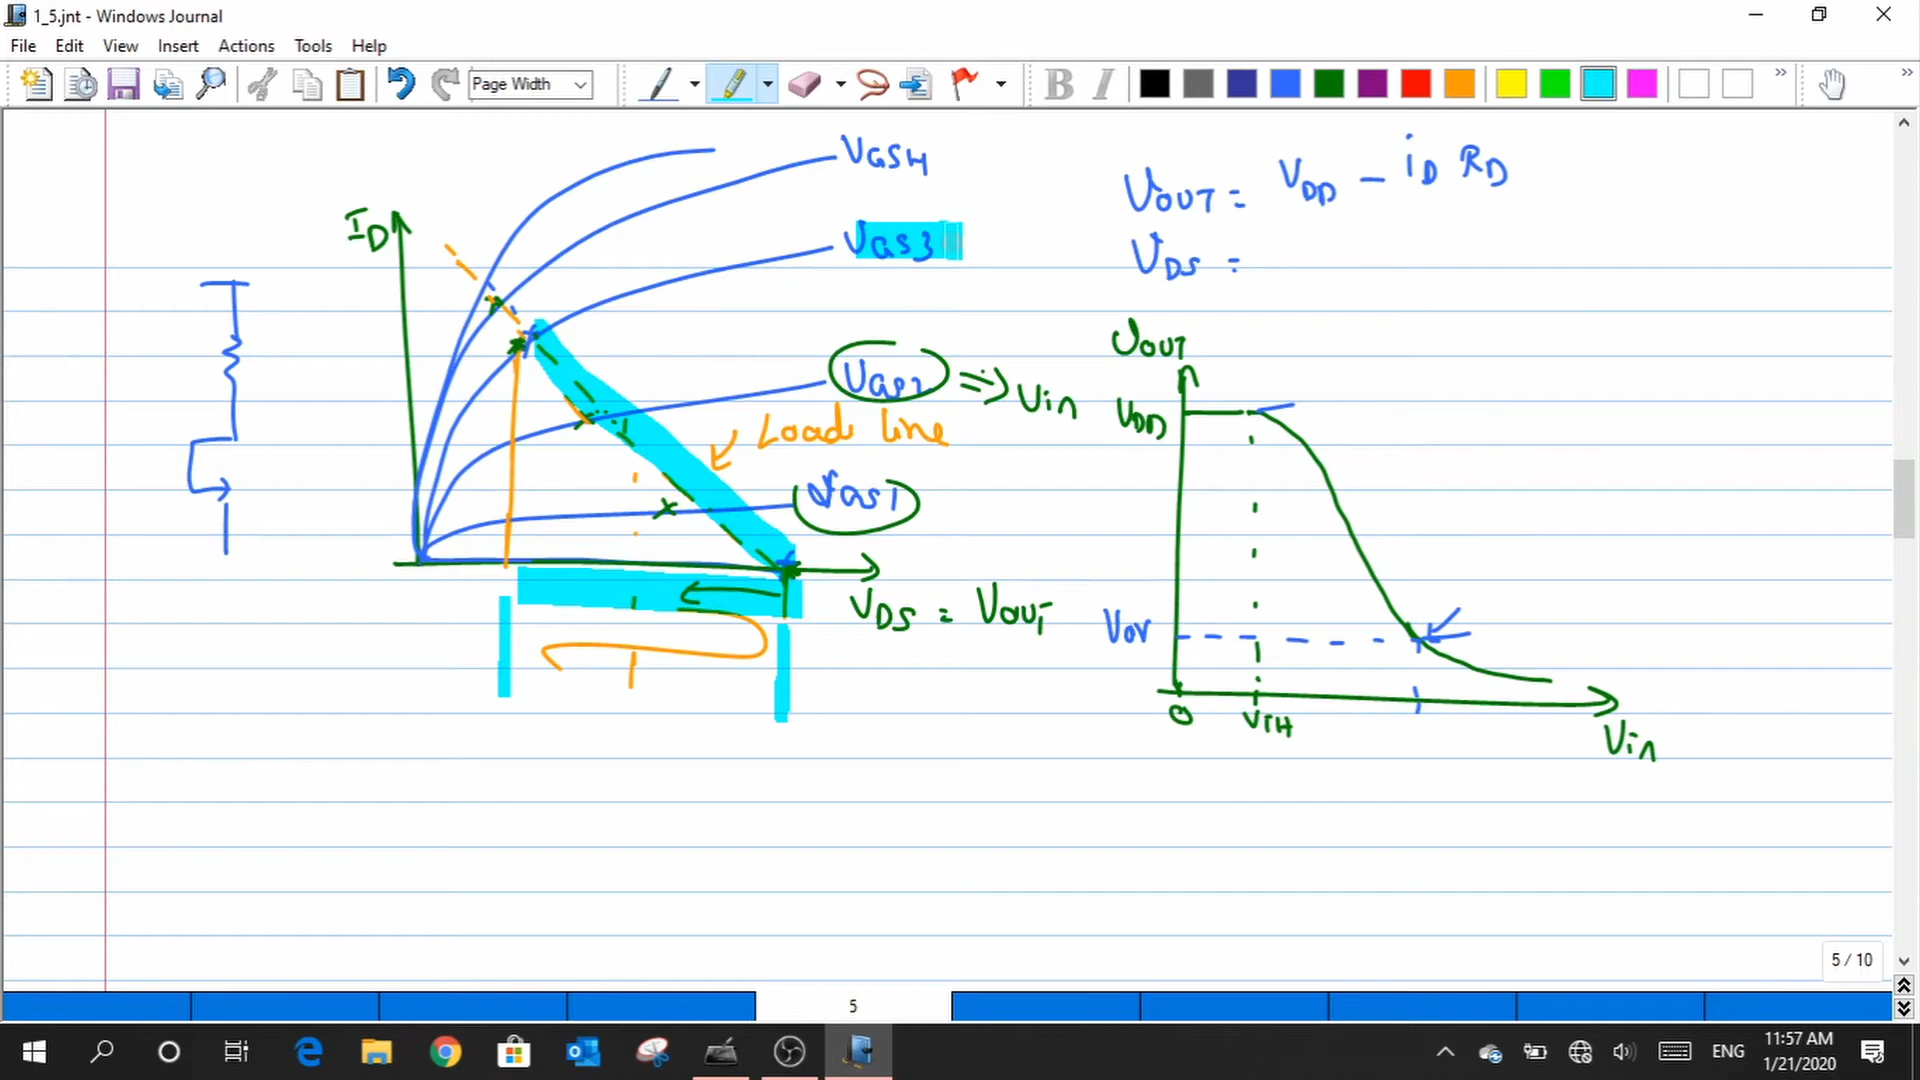 1_5.jnt - Windows Journal
File Edit View Insert Actions Tools Help
Page Width
B I
VGS4
VOUT = VDD - iD RD
ID
VGS3
VDS =
VOUT
VGS2 => Vin
VDD
Load line
VGS1
VDS = VOUT
VOV
0 VTH
Vin
5 / 10
5
ENG
11:57 AM
1/21/2020